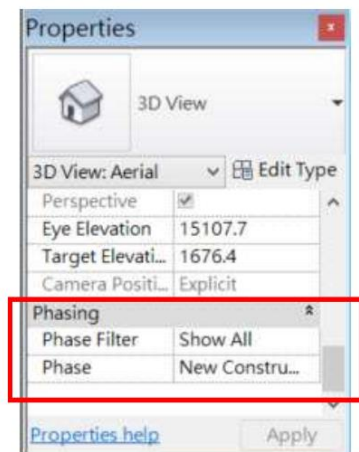 Properties
3D View
3D View: Aerial Edit Type
Perspective
Eye Elevation 15107.7
Target Elevati... 1676.4
Camera Positi... Explicit
Phasing
Phase Filter Show All
Phase New Constru...
Properties help Apply